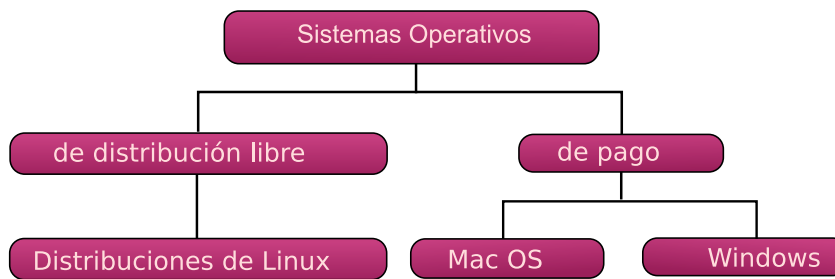 Sistemas Operativos
de distribución libre
de pago
Distribuciones de Linux
Mac OS
Windows